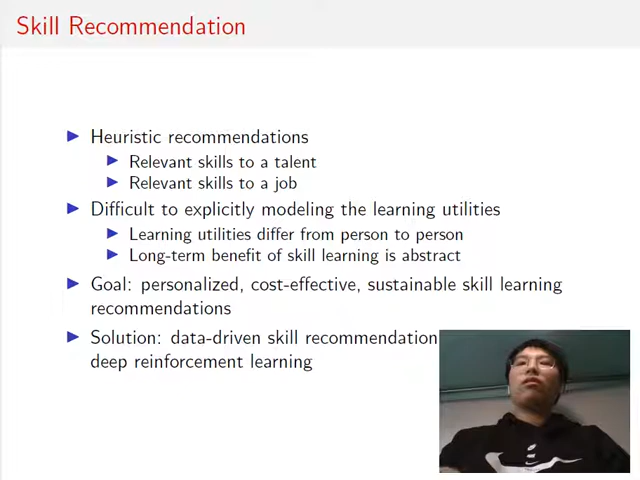 Skill Recommendation
Heuristic recommendations
Relevant skills to a talent
Relevant skills to a job
Difficult to explicitly modeling the learning utilities
Learning utilities differ from person to person
Long-term benefit of skill learning is abstract
Goal: personalized, cost-effective, sustainable skill learning
recommendations
Solution: data-driven skill recommendation
deep reinforcement learning